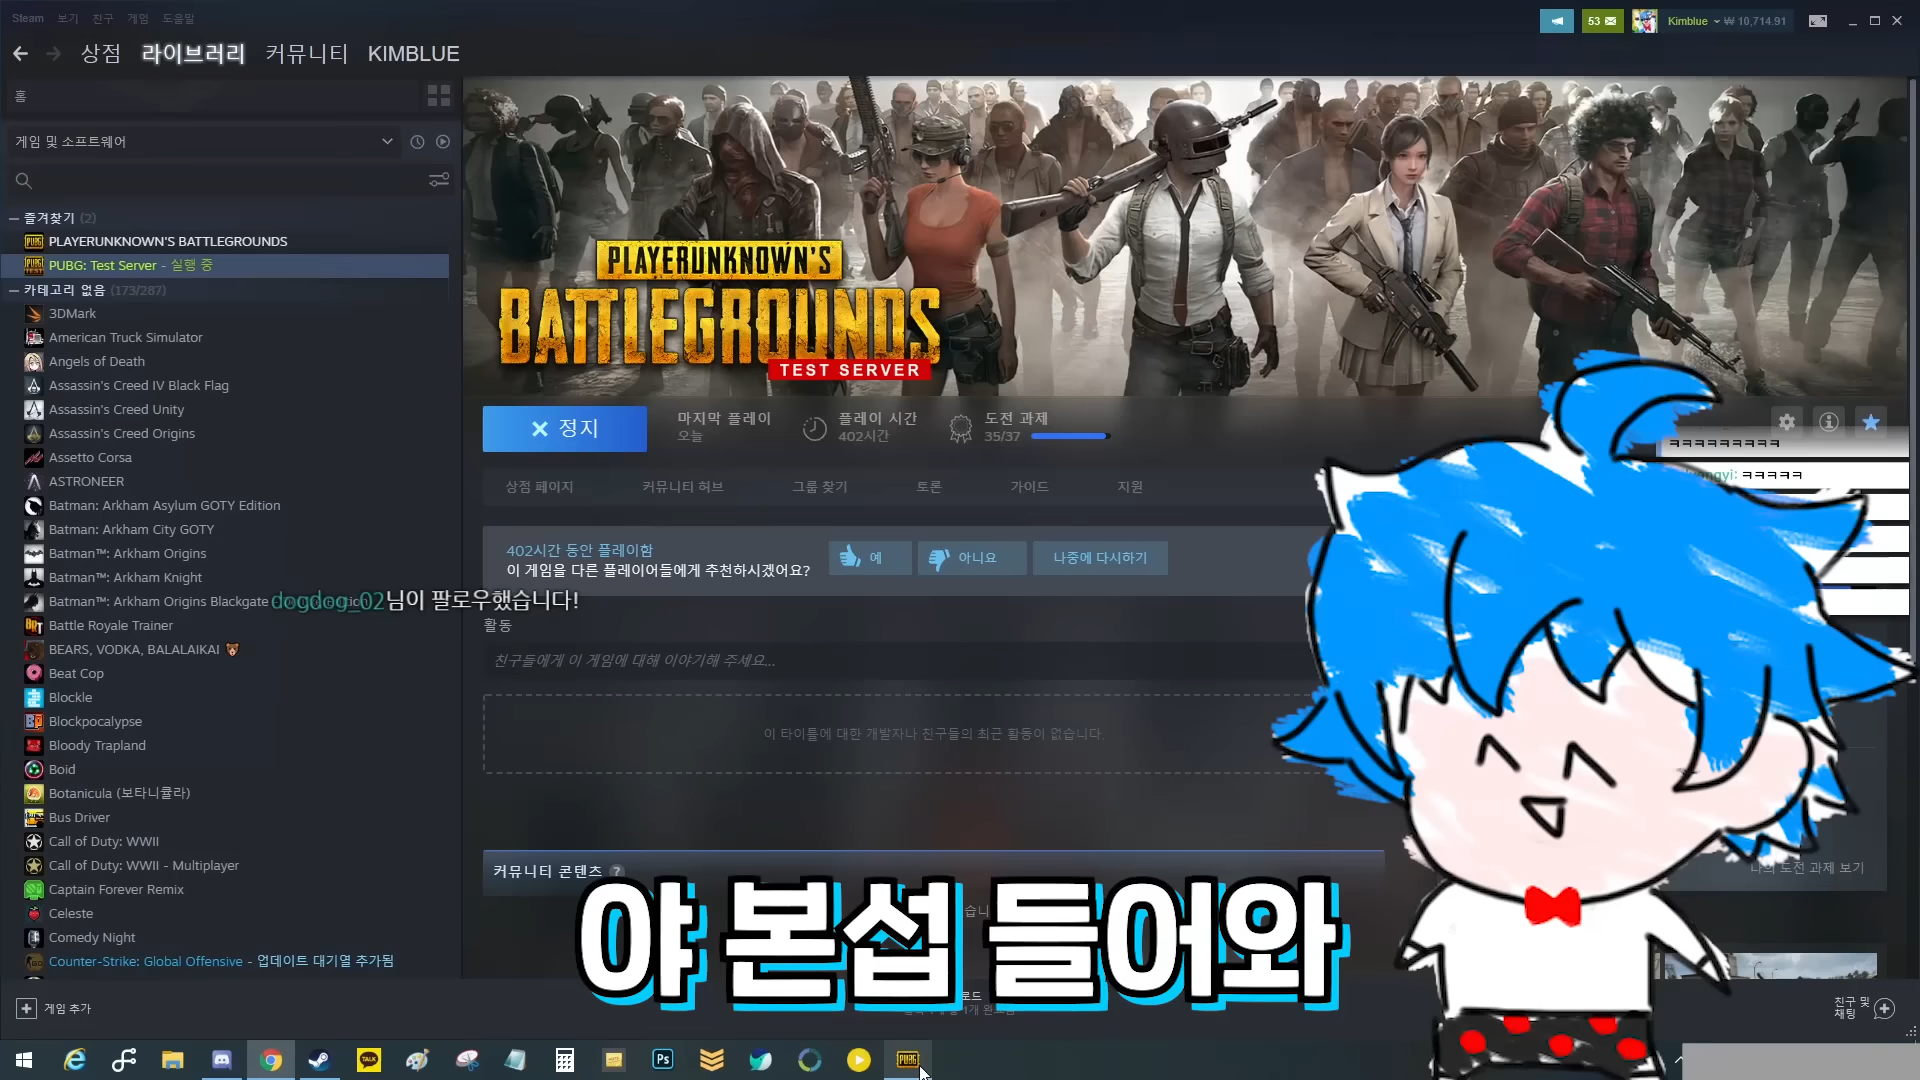 Steam 보기 친구 게임 도움말
53 Kimblue ₩ 10,714.91
상점 라이브러리 커뮤니티 KIMBLUE
홈
게임 및 소프트웨어
즐겨찾기 (2)
PLAYERUNKNOWN'S BATTLEGROUNDS
PUBG: Test Server - 실행 중
카테고리 없음 (173/287)
3DMark
American Truck Simulator
Angels of Death
Assassin's Creed IV Black Flag
Assassin's Creed Unity
Assassin's Creed Origins
Assetto Corsa
ASTRONEER
Batman: Arkham Asylum GOTY Edition
Batman: Arkham City GOTY
Batman™: Arkham Origins
Batman™: Arkham Knight
Batman™: Arkham Origins Blackgate
Battle Royale Trainer
BEARS, VODKA, BALALAIKA!
Beat Cop
Blockle
Blockpocalypse
Bloody Trapland
Boid
Botanicula (보타니큘라)
Bus Driver
Call of Duty: WWII
Call of Duty: WWII - Multiplayer
Captain Forever Remix
Celeste
Comedy Night
Counter-Strike: Global Offensive - 업데이트 대기열 추가됨
게임 추가
PLAYERUNKNOWN'S
BATTLEGROUNDS
TEST SERVER
정지
마지막 플레이
오늘
플레이 시간
402시간
도전 과제
35/37
상점 페이지 커뮤니티 허브 그룹 찾기 토론 가이드 지원
402시간 동안 플레이함
이 게임을 다른 플레이어들에게 추천하시겠어요?
예 아니요 나중에 다시하기
dogdog_02님이 팔로우했습니다!
활동
친구들에게 이 게임에 대해 이야기해 주세요...
이 타이틀에 대한 개발자나 친구들의 최근 활동이 없습니다.
ㅋㅋㅋㅋㅋㅋㅋㅋㅋ
ㅋㅋㅋㅋㅋ
커뮤니티 콘텐츠 ?
나의 도전 과제 보기
야 본섭 들어와
친구 및
채팅
TALK
Ps
PUBG